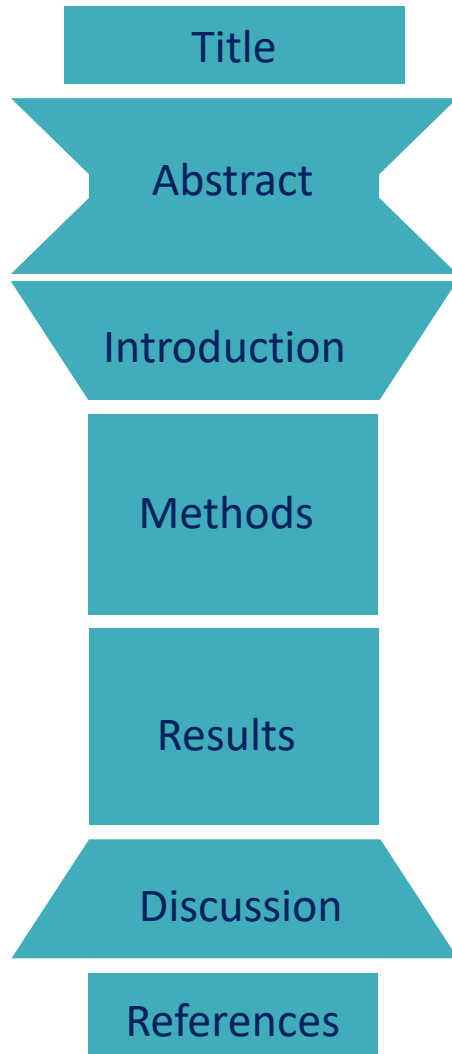 Title
Abstract
Introduction
Methods
Results
Discussion
References